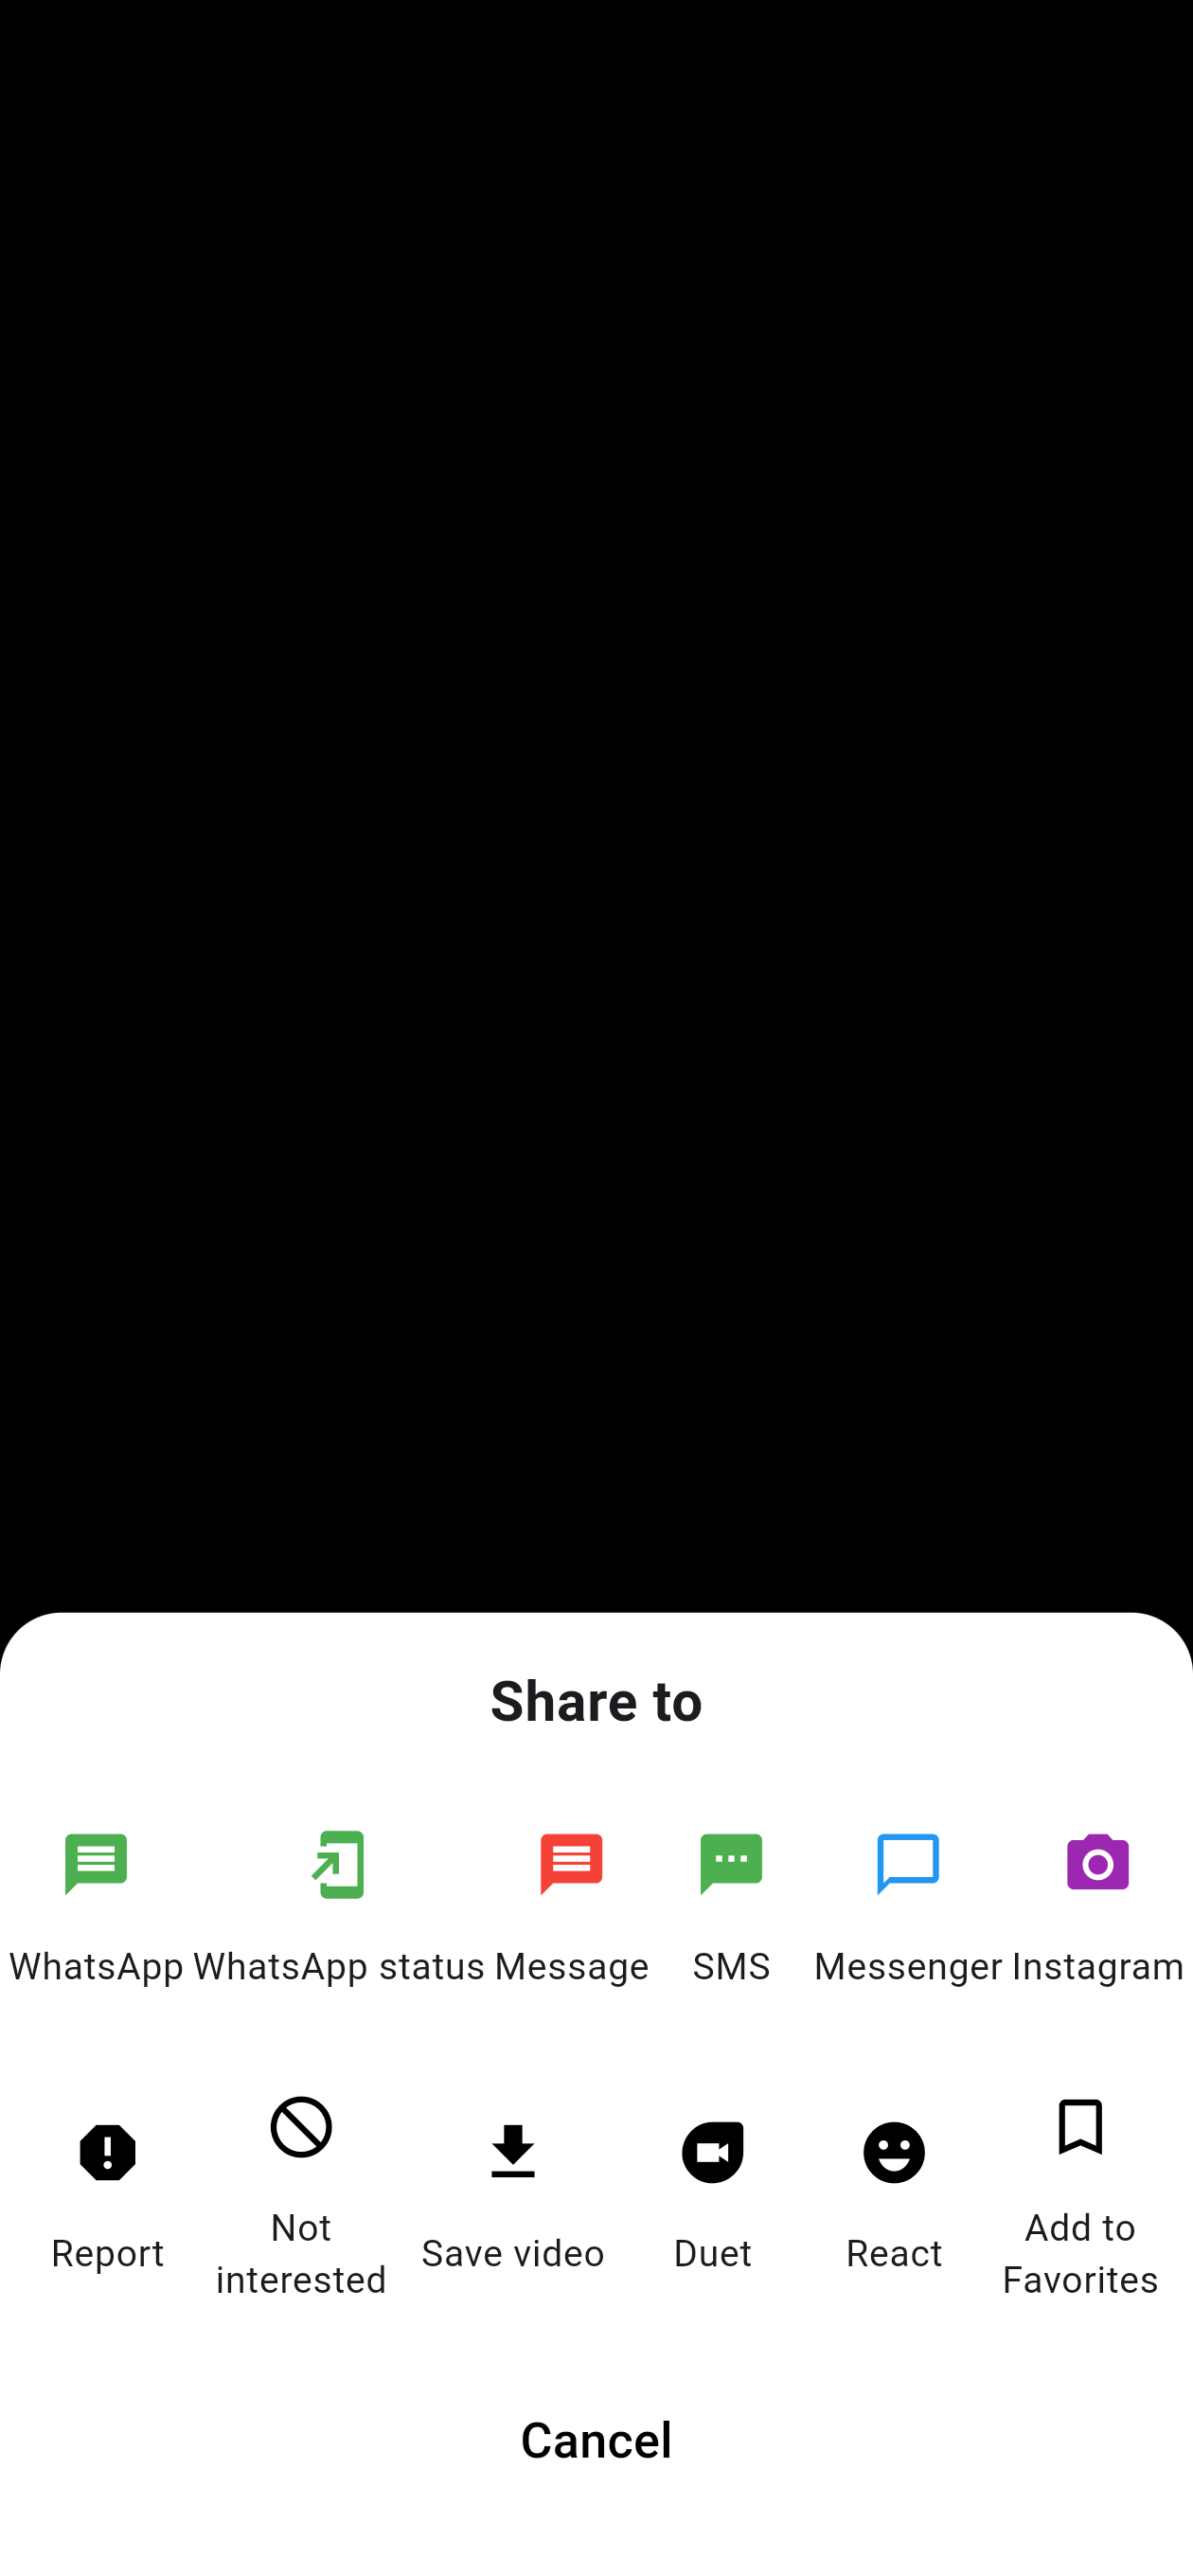 Share to
WhatsApp
WhatsApp status
Message
SMS
Messenger
Instagram
Report
Not
interested
Save video
Duet
React
Add to
Favorites
Cancel